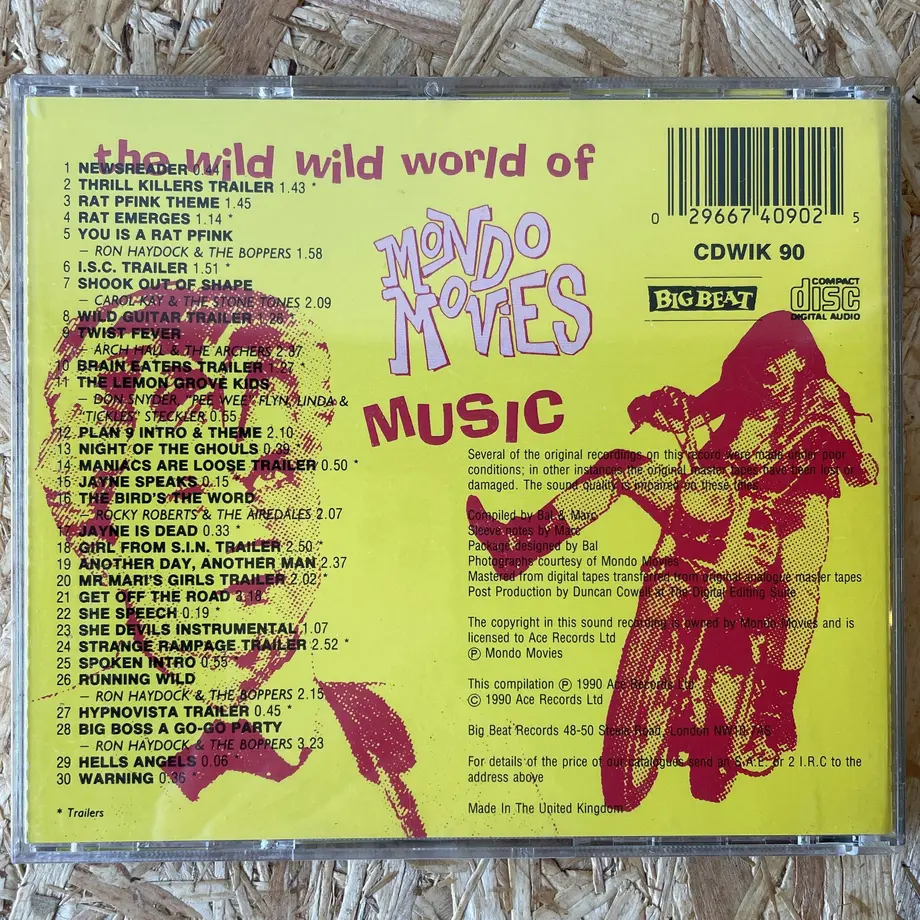 the wild wild world of
MONDO
MOVIES
MUSIC
1 NEWSREADER 0.44
2 THRILL KILLERS TRAILER 1.43 *
3 RAT PFINK THEME 1.45
4 RAT EMERGES 1.14 *
5 YOU IS A RAT PFINK
— RON HAYDOCK & THE BOPPERS 1.58
6 I.S.C. TRAILER 1.51 *
7 SHOOK OUT OF SHAPE
— CAROL KAY & THE STONE TONES 2.09
8 WILD GUITAR TRAILER 1.26 *
9 TWIST FEVER
— ARCH HALL & THE ARCHERS 2.37
10 BRAIN EATERS TRAILER 1.27 *
11 THE LEMON GROVE KIDS
— DON SNYDER, "PEE WEE" FLYN, LINDA &
"TICKLES" STECKLER 0.55
12 PLAN 9 INTRO & THEME 2.10
13 NIGHT OF THE GHOULS 0.39
14 MANIACS ARE LOOSE TRAILER 0.50 *
15 JAYNE SPEAKS 0.15 *
16 THE BIRD'S THE WORD
— ROCKY ROBERTS & THE AIREDALES 2.07
17 JAYNE IS DEAD 0.33 *
18 GIRL FROM S.I.N. TRAILER 2.50 *
19 ANOTHER DAY, ANOTHER MAN 2.37
20 MR MARI'S GIRLS TRAILER 2.02 *
21 GET OFF THE ROAD 3.18
22 SHE SPEECH 0.19 *
23 SHE DEVILS INSTRUMENTAL 1.07
24 STRANGE RAMPAGE TRAILER 2.52 *
25 SPOKEN INTRO 0.59
26 RUNNING WILD
— RON HAYDOCK & THE BOPPERS 2.15
27 HYPNOVISTA TRAILER 0.45 *
28 BIG BOSS A GO-GO PARTY
— RON HAYDOCK & THE BOPPERS 3.23
29 HELLS ANGELS 0.06 *
30 WARNING 0.36 *
* Trailers
0 29667 40902 5
CDWIK 90
BIG BEAT
COMPACT
disc
DIGITAL AUDIO
Several of the original recordings on this record were made under poor
conditions; in other instances the original master tapes have been lost or
damaged. The sound quality is impaired on these titles.
Compiled by Bal & Marc
Sleeve notes by Marc
Package designed by Bal
Photographs courtesy of Mondo Movies
Mastered from digital tapes transferred from original analogue master tapes
Post Production by Duncan Cowell at The Digital Editing Suite
The copyright in this sound recording is owned by Mondo Movies and is
licensed to Ace Records Ltd
℗ Mondo Movies
This compilation ℗ 1990 Ace Records Ltd
© 1990 Ace Records Ltd
Big Beat Records 48-50 Steele Road, London NW10 7AS
For details of the price of our catalogues send an S.A.E. or 2 I.R.C to the
address above
Made In The United Kingdom